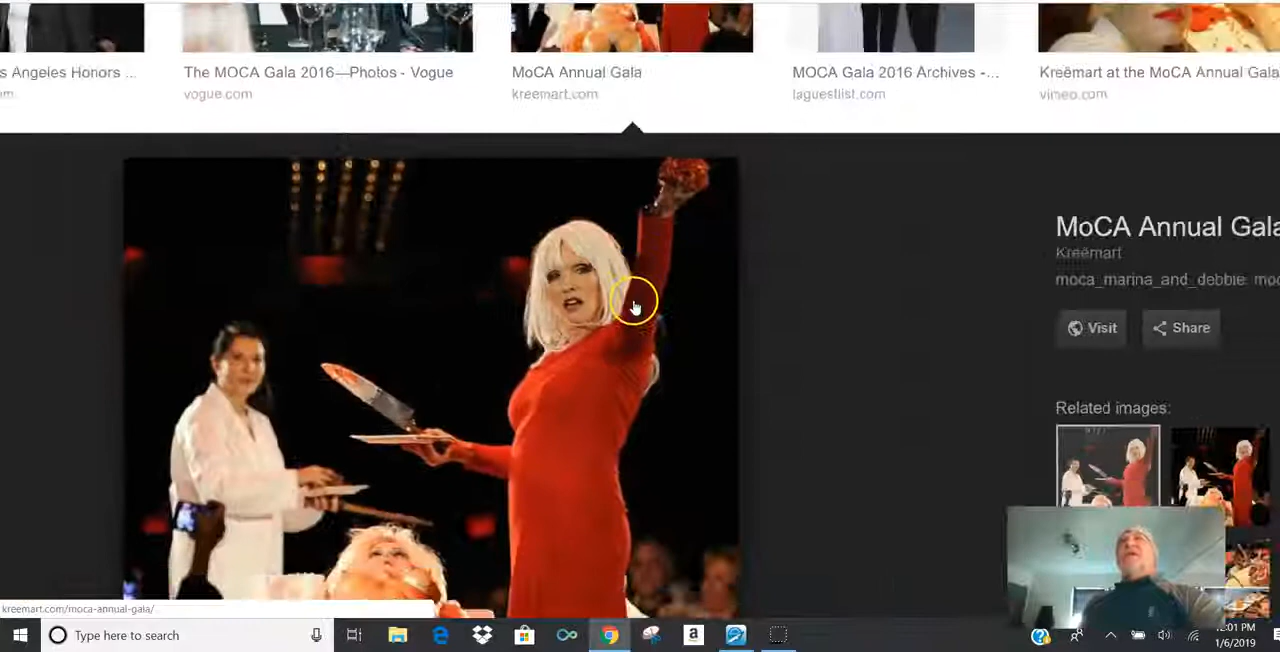 s Angeles Honors ...
om
The MOCA Gala 2016—Photos - Vogue
vogue.com
MoCA Annual Gala
kreemart.com
MOCA Gala 2016 Archives -...
laguestlist.com
Kreëmart at the MoCA Annual Gala
vimeo.com
MoCA Annual Gala
Kreëmart
moca_marina_and_debbie
Visit
Share
Related images:
kreemart.com/moca-annual-gala/
Type here to search
a
12:01 PM
1/6/2019